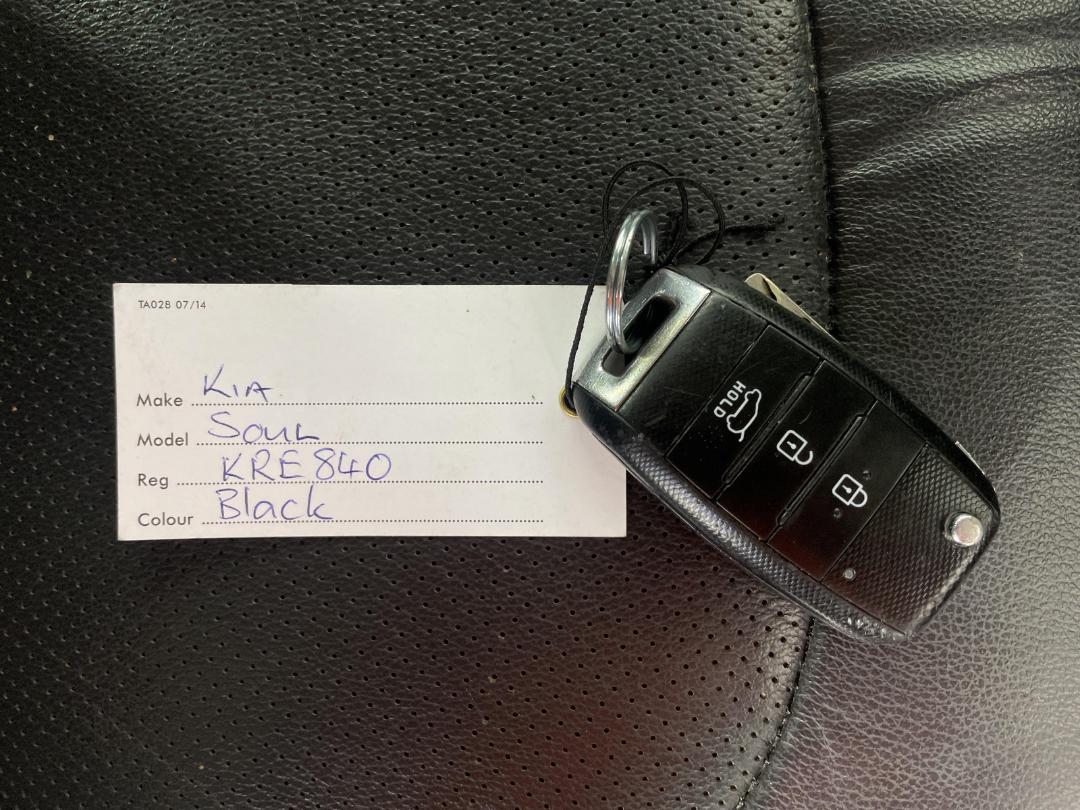 TA028 07/14
Make KIA
Model SOUL
Reg KRE840
Colour Black
HOLD